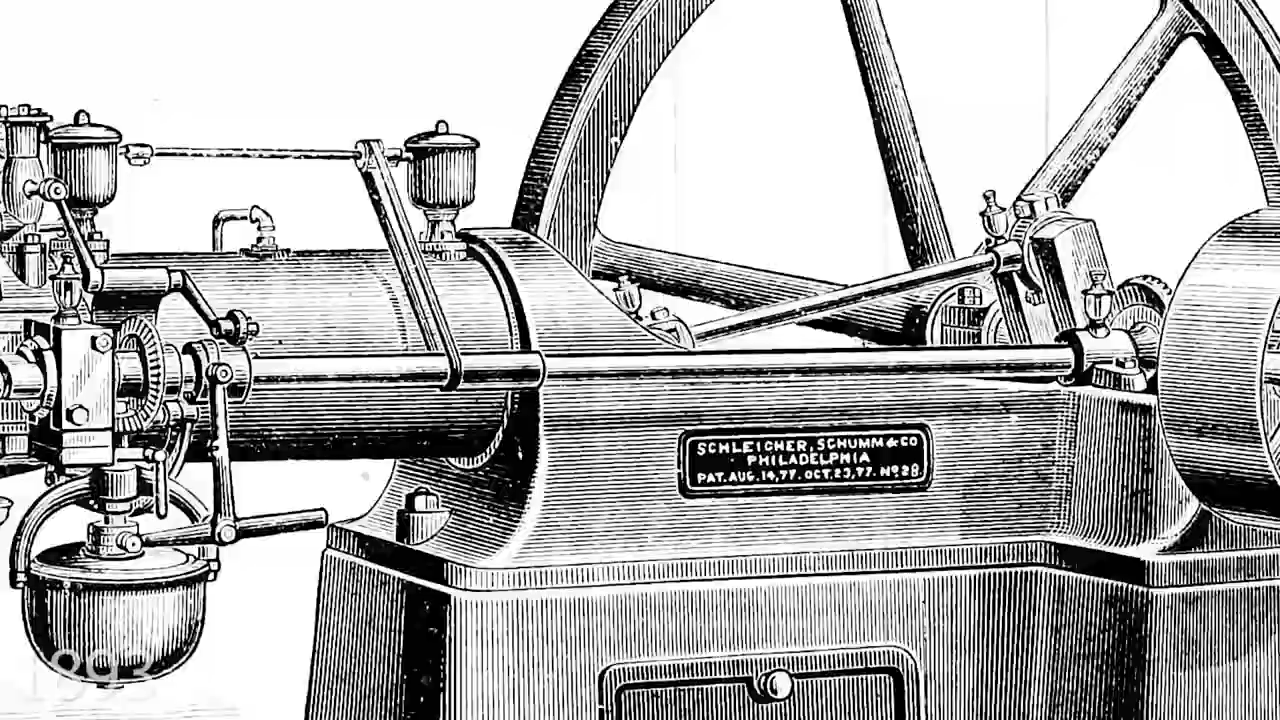 SCHLEICHER, SCHUMM & CO
PHILADELPHIA
PAT. AUG. 14, 77. OCT. 23, 77. Nº 28
1893